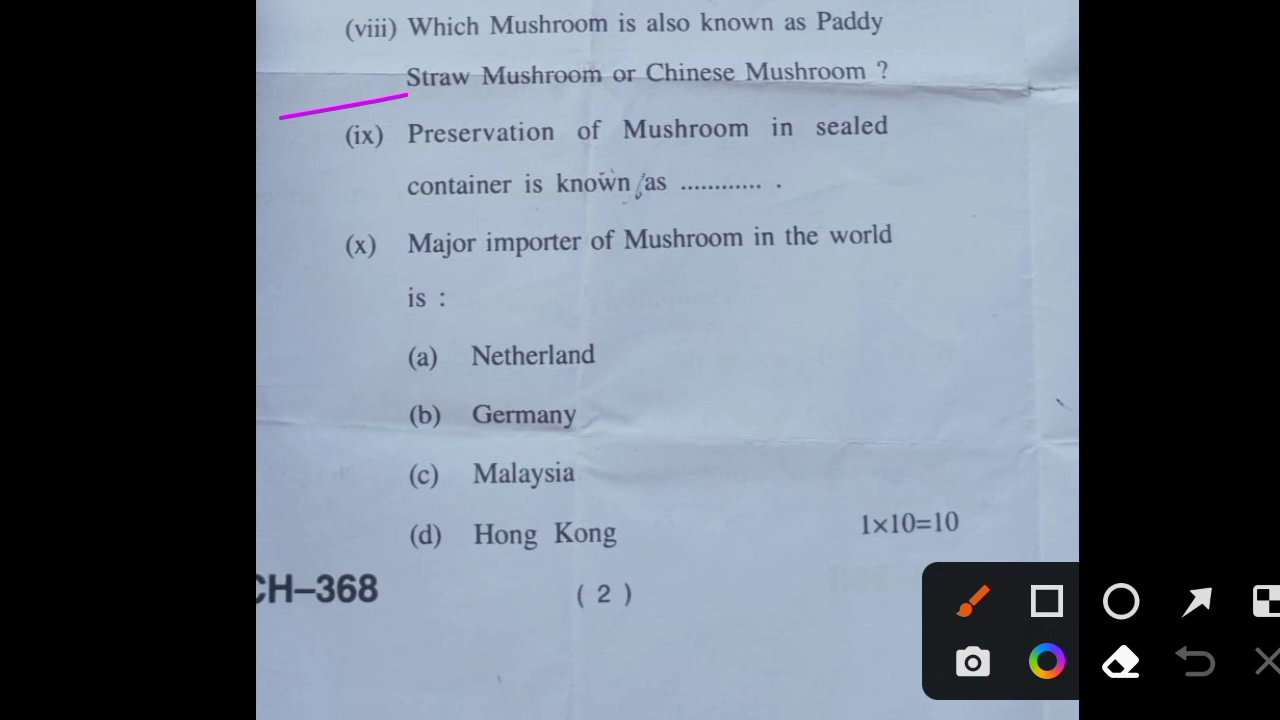 (viii) Which Mushroom is also known as Paddy
Straw Mushroom or Chinese Mushroom ?
(ix) Preservation of Mushroom in sealed
container is known as ............ .
(x) Major importer of Mushroom in the world
is :
(a) Netherland
(b) Germany
(c) Malaysia
(d) Hong Kong
1×10=10
CH–368
( 2 )